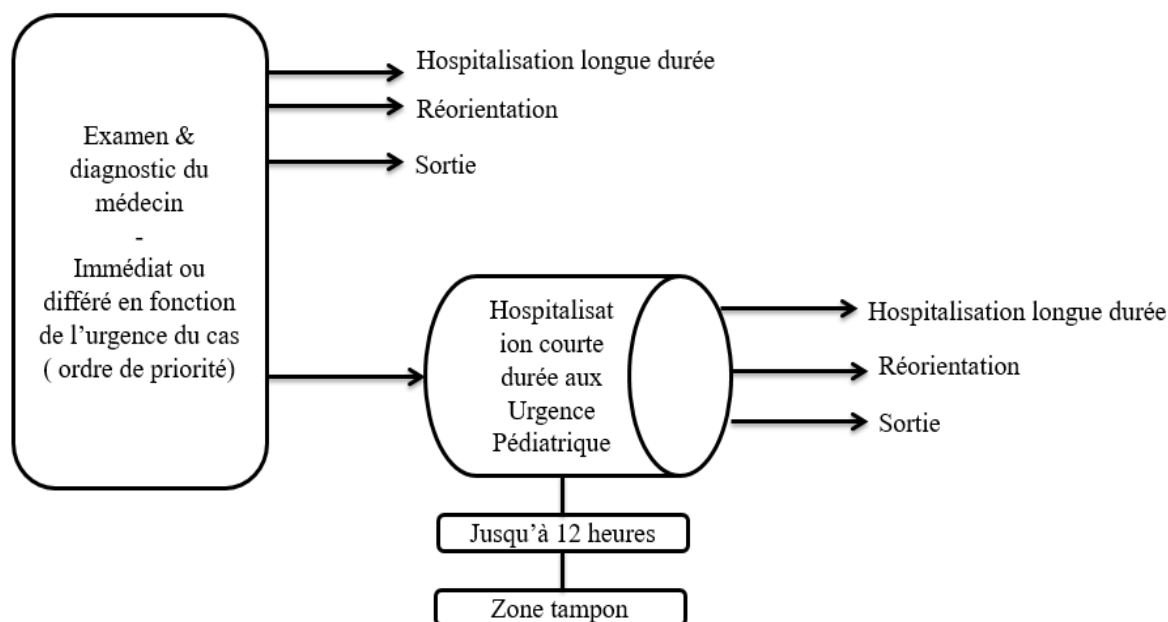 Examen &
diagnostic du
médecin
-
Immédiat ou
différé en fonction
de l’urgence du cas
( ordre de priorité)
Hospitalisation longue durée
Réorientation
Sortie
Hospitalisat
ion courte
durée aux
Urgence
Pédiatrique
Hospitalisation longue durée
Réorientation
Sortie
Jusqu’à 12 heures
Zone tampon